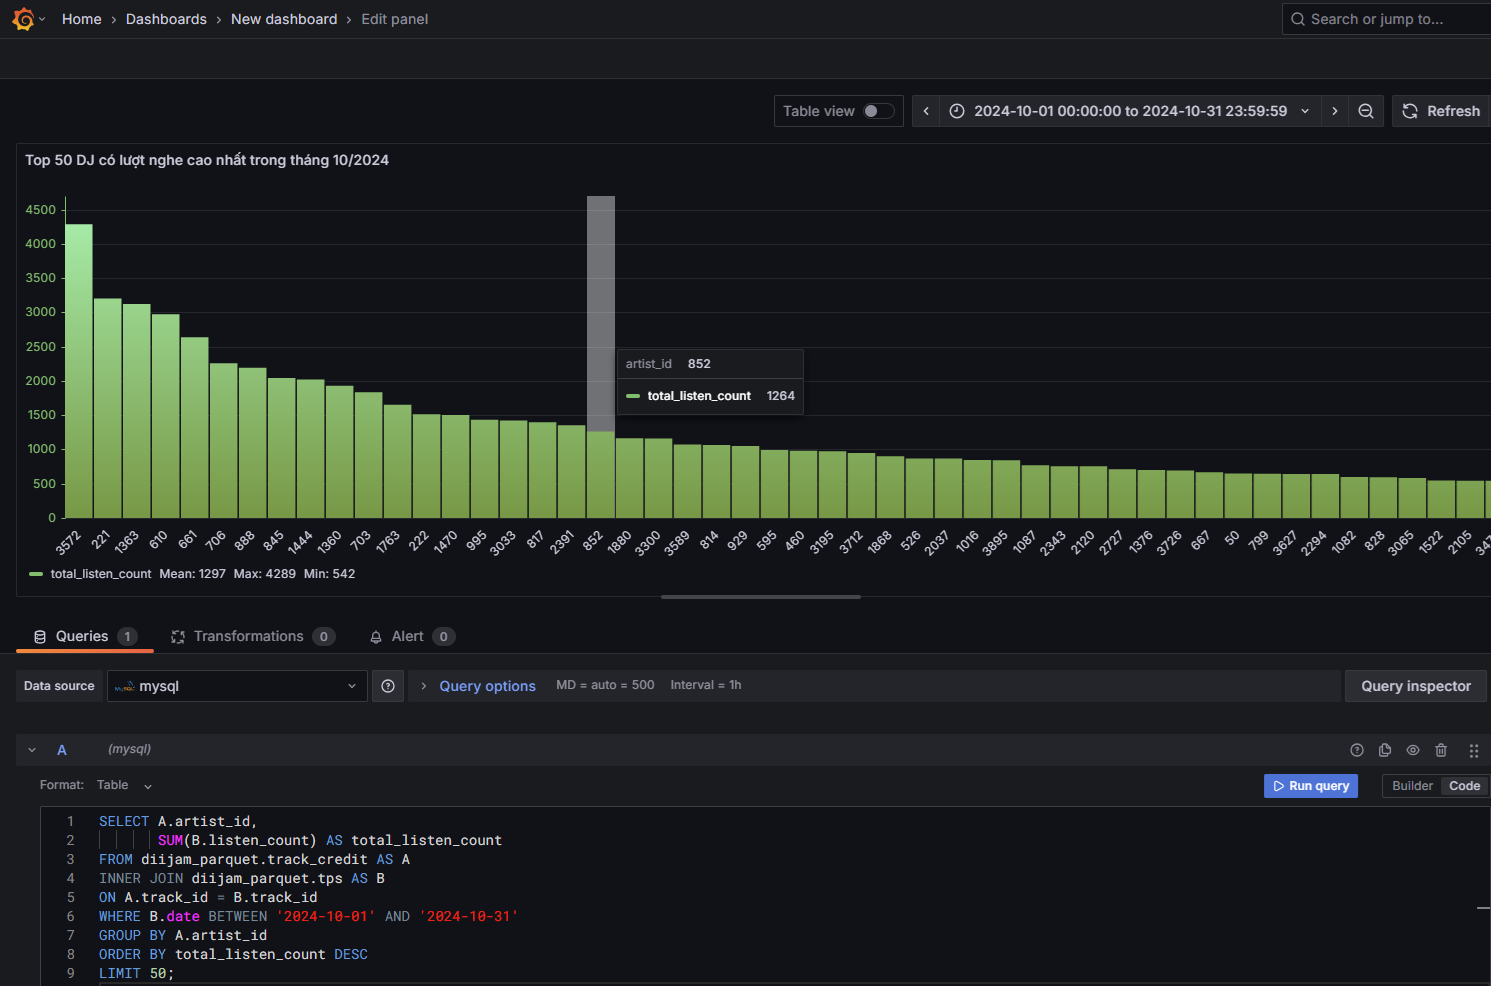 Home › Dashboards › New dashboard › Edit panel
Search or jump to...
Table view
2024-10-01 00:00:00 to 2024-10-31 23:59:59
Refresh
Top 50 DJ có lượt nghe cao nhất trong tháng 10/2024
4500
4000
3500
3000
2500
2000
1500
1000
500
0
artist_id 852
total_listen_count 1264
3572 221 1363 610 661 706 888 845 1444 1360 703 1763 222 1470 995 3033 817 2391 852 1880 3300 3589 814 929 595 460 3195 3712 1868 526 2037 1016 3895 1087 2343 2120 2727 1376 3726 667 50 799 3627 2294 1082 828 3065 1522 2105
total_listen_count Mean: 1297 Max: 4289 Min: 542
Queries 1 Transformations 0 Alert 0
Data source mysql Query options MD = auto = 500 Interval = 1h Query inspector
A (mysql)
Format: Table Run query Builder Code
1 SELECT A.artist_id,
2 SUM(B.listen_count) AS total_listen_count
3 FROM diijam_parquet.track_credit AS A
4 INNER JOIN diijam_parquet.tps AS B
5 ON A.track_id = B.track_id
6 WHERE B.date BETWEEN '2024-10-01' AND '2024-10-31'
7 GROUP BY A.artist_id
8 ORDER BY total_listen_count DESC
9 LIMIT 50;